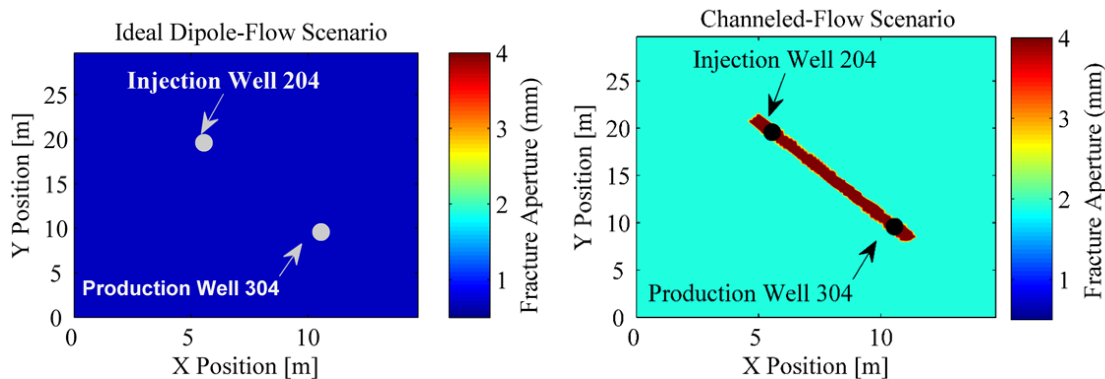 Ideal Dipole-Flow Scenario
Injection Well 204
Production Well 304
25
20
15
10
5
0
0
5
10
X Position [m]
Y Position [m]
4
3
2
1
Fracture Aperture (mm)
Channeled-Flow Scenario
Injection Well 204
Production Well 304
25
20
15
10
5
0
0
5
10
X Position [m]
Y Position [m]
4
3
2
1
Fracture Aperture (mm)